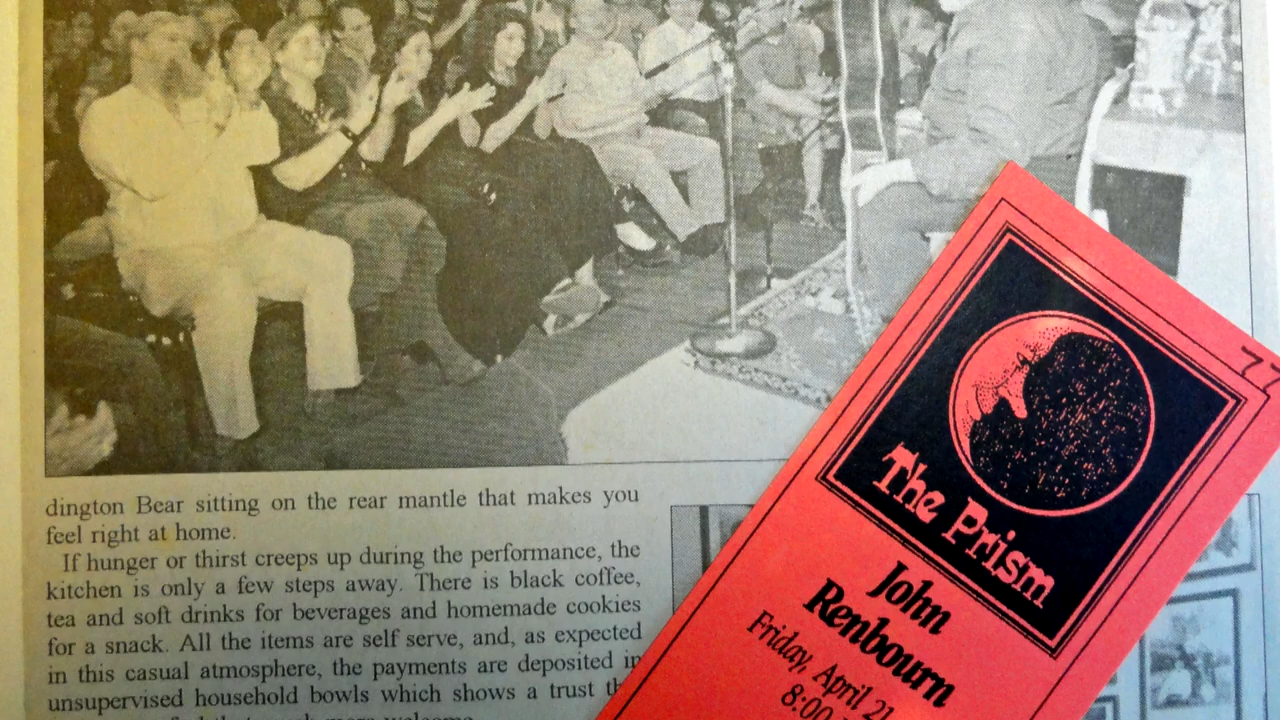 dington Bear sitting on the rear mantle that makes you
feel right at home.
If hunger or thirst creeps up during the performance, the
kitchen is only a few steps away. There is black coffee,
tea and soft drinks for beverages and homemade cookies
for a snack. All the items are self serve, and, as expected
in this casual atmosphere, the payments are deposited in
unsupervised household bowls which shows a trust
77
The Prism
John
Renbourn
Friday, April 21
8:00